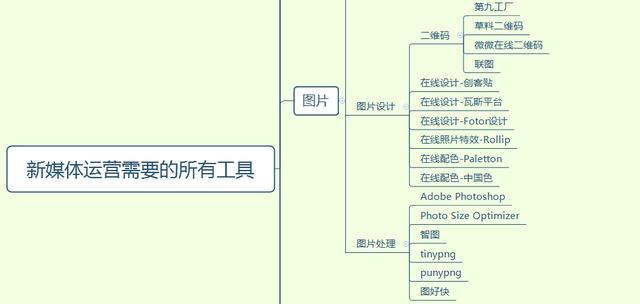 新媒体运营需要的所有工具
图片
图片设计
二维码
第九工厂
草料二维码
微微在线二维码
联图
在线设计-创客贴
在线设计-瓦斯平台
在线设计-Fotor设计
在线照片特效-Rollip
在线配色-Paletton
在线配色-中国色
图片处理
Adobe Photoshop
Photo Size Optimizer
智图
tinypng
punypng
图好快